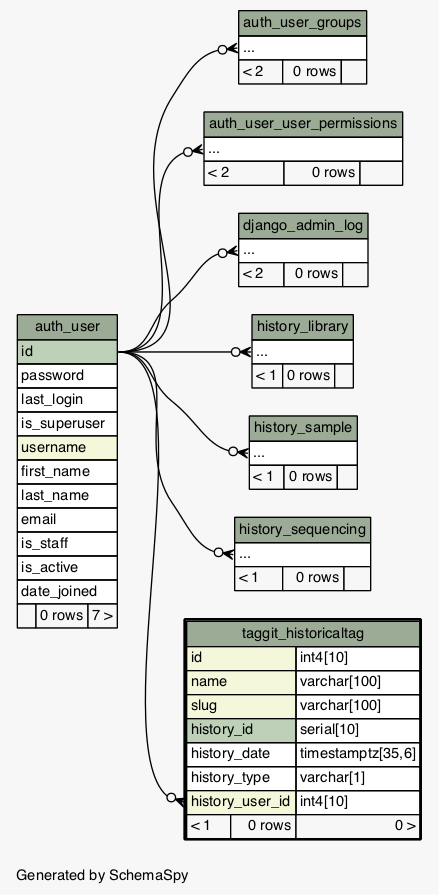 auth_user_groups
...
< 2 0 rows
auth_user_user_permissions
...
< 2 0 rows
django_admin_log
...
< 2 0 rows
auth_user
id
password
last_login
is_superuser
username
first_name
last_name
email
is_staff
is_active
date_joined
0 rows 7 >
history_library
...
< 1 0 rows
history_sample
...
< 1 0 rows
history_sequencing
...
< 1 0 rows
taggit_historicaltag
id int4[10]
name varchar[100]
slug varchar[100]
history_id serial[10]
history_date timestamptz[35,6]
history_type varchar[1]
history_user_id int4[10]
< 1 0 rows 0 >
Generated by SchemaSpy